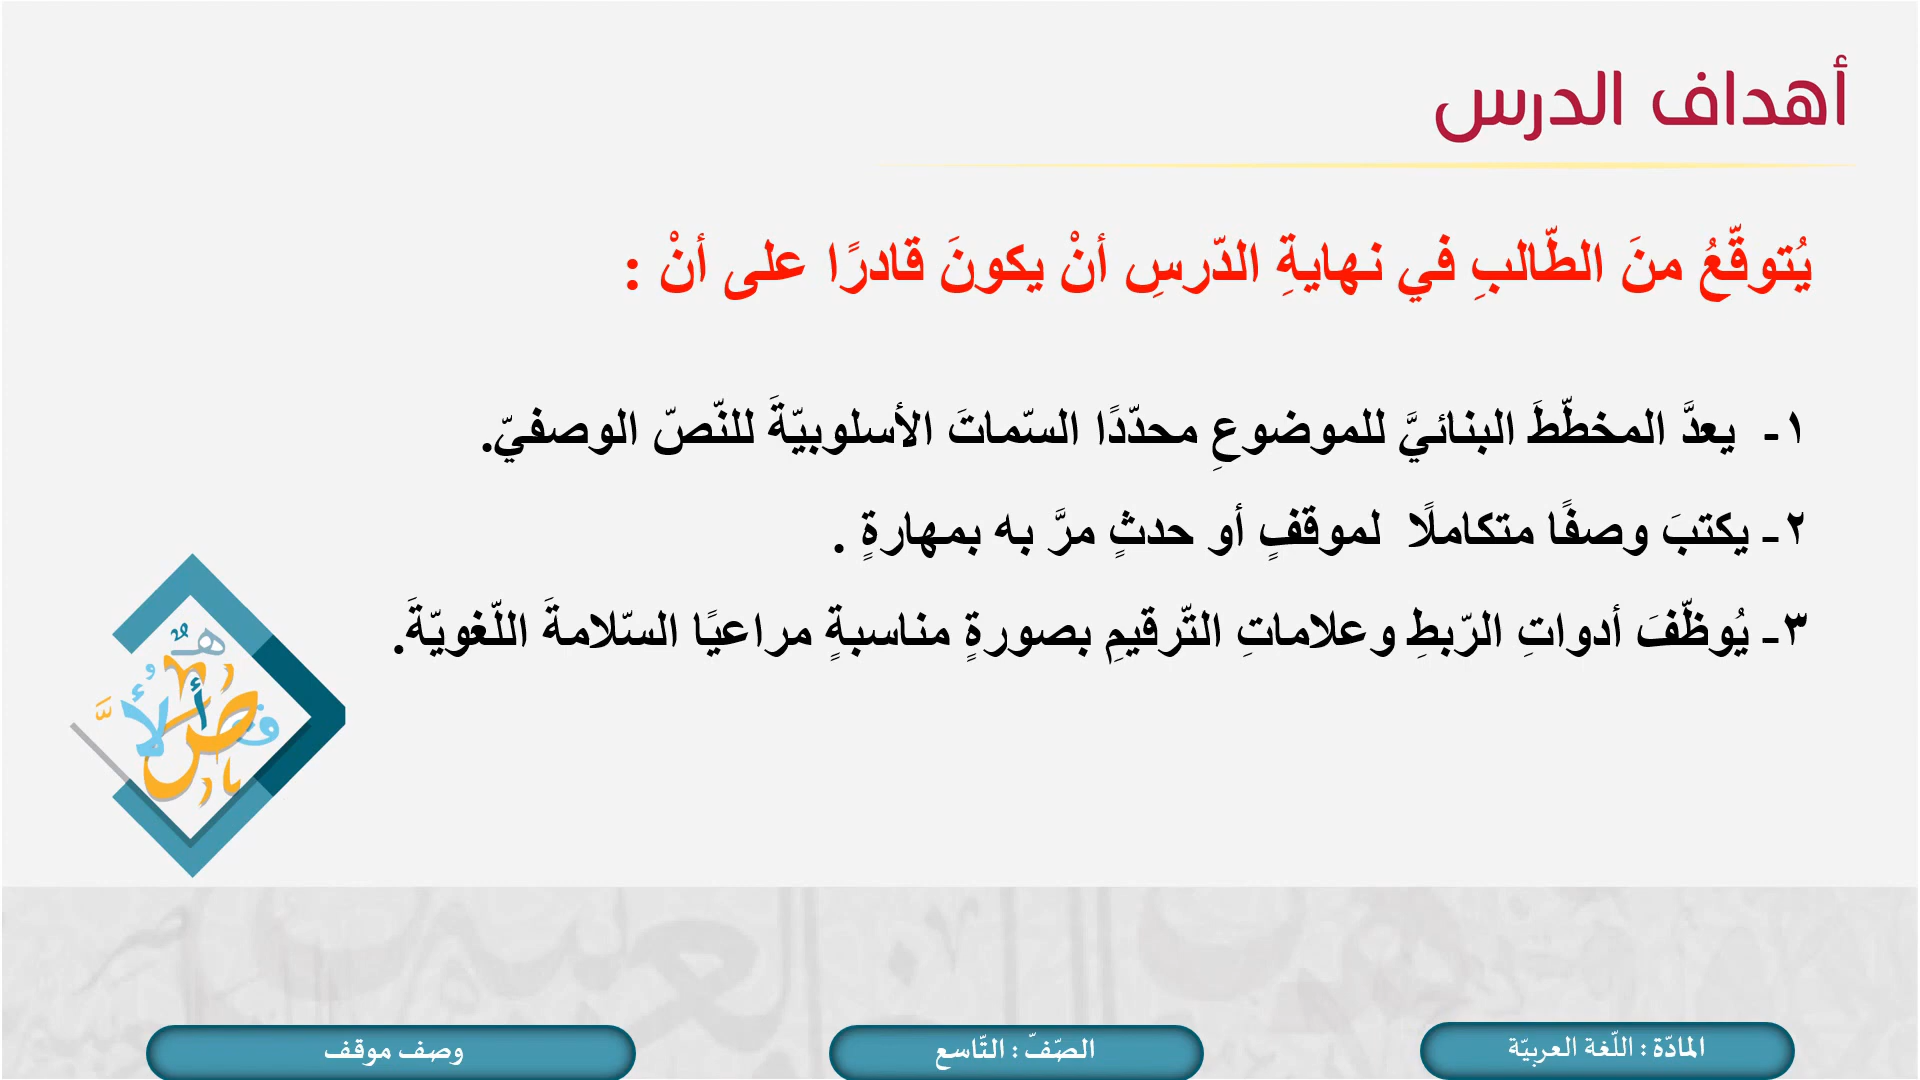 أهداف الدرس
يُتوقّعُ منَ الطّالبِ في نهايةِ الدّرسِ أنْ يكونَ قادرًا على أنْ :
١- يعدَّ المخطّطَ البنائيَّ للموضوعِ محدّدًا السّماتَ الأسلوبيّةَ للنّصّ الوصفيّ.
٢- يكتبَ وصفًا متكاملًا لموقفٍ أو حدثٍ مرَّ به بمهارةٍ .
٣- يُوظّفَ أدواتِ الرّبطِ وعلاماتِ التّرقيمِ بصورةٍ مناسبةٍ مراعيًا السّلامةَ اللّغويّةَ.
المادّة : اللّغة العربيّة
الصّفّ : التّاسع
وصف موقف